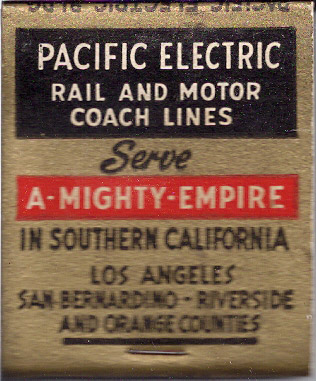 PACIFIC ELECTRIC
RAIL AND MOTOR
COACH LINES
Serve
A-MIGHTY-EMPIRE
IN SOUTHERN CALIFORNIA
LOS ANGELES
SAN BERNARDINO - RIVERSIDE
AND ORANGE COUNTIES